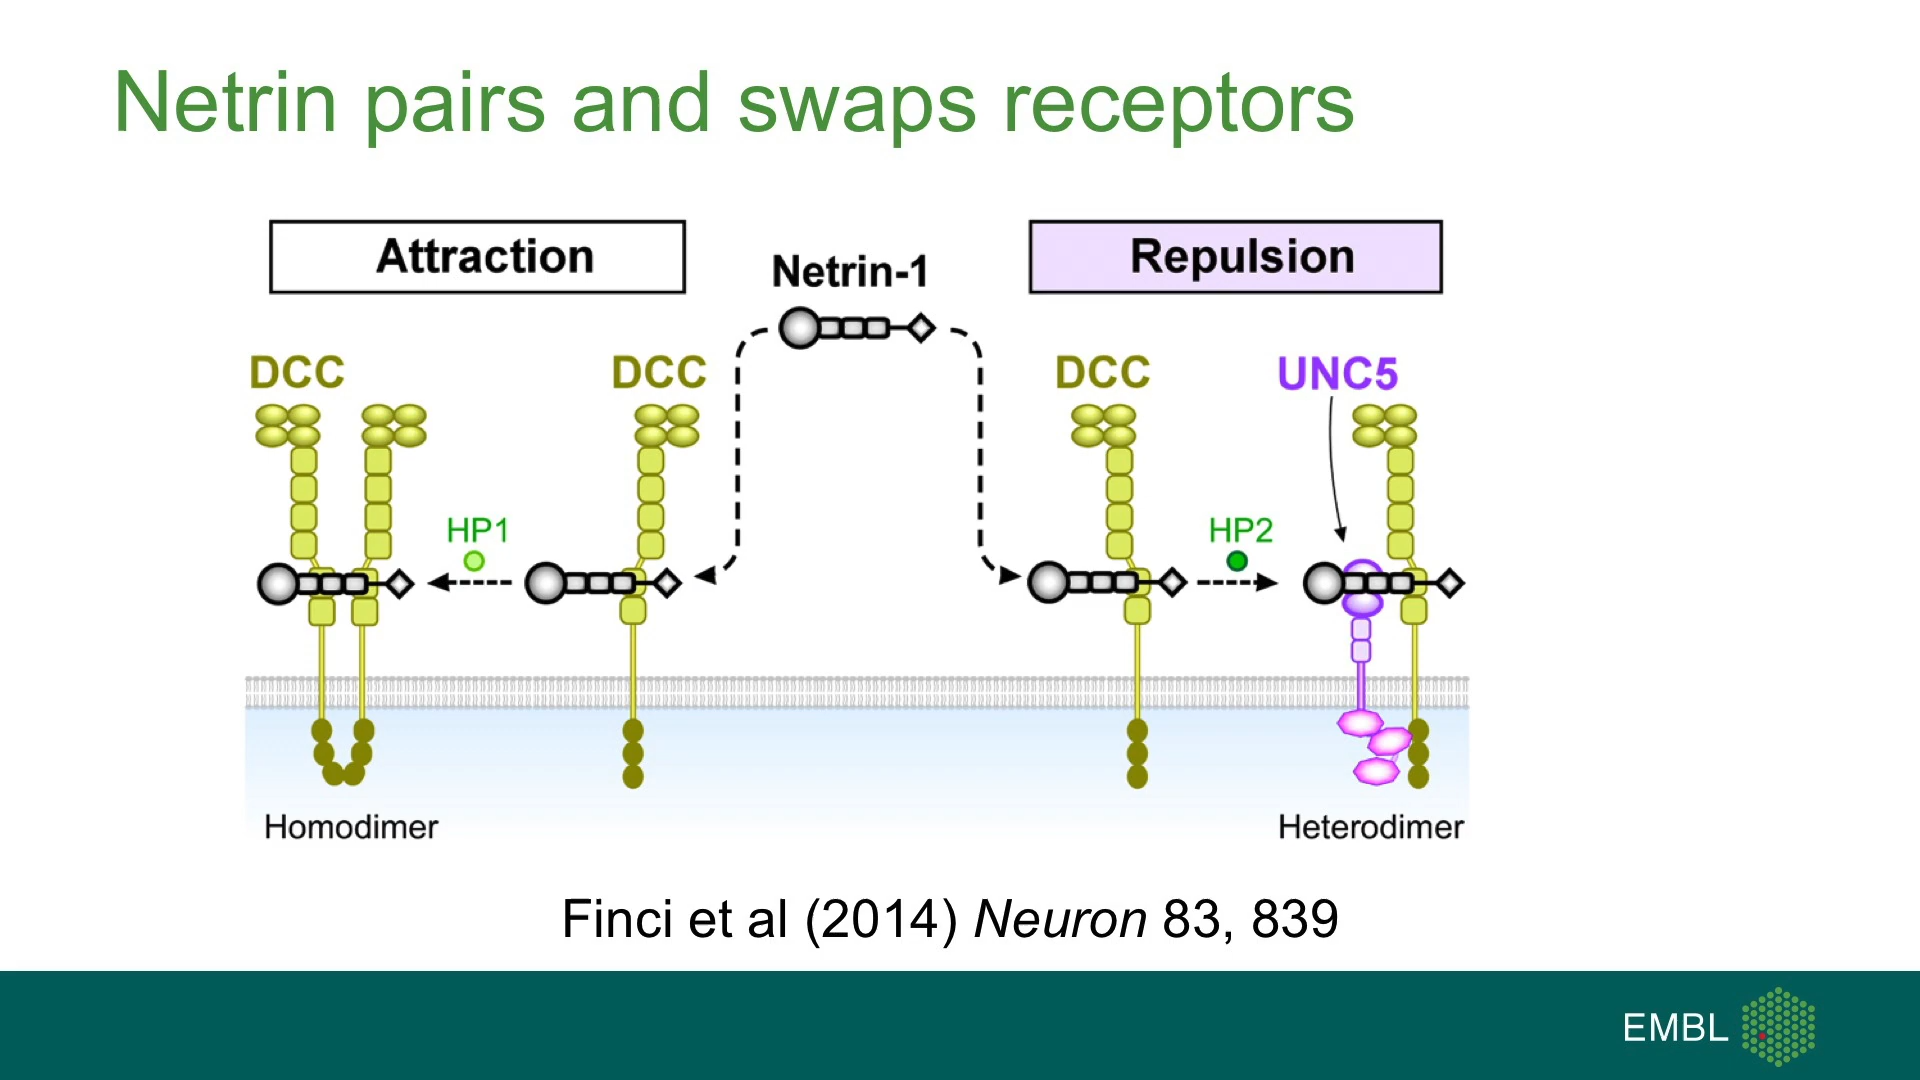 Netrin pairs and swaps receptors
Attraction
Netrin-1
Repulsion
DCC
DCC
DCC
UNC5
HP1
HP2
Homodimer
Heterodimer
Finci et al (2014) Neuron 83, 839
EMBL